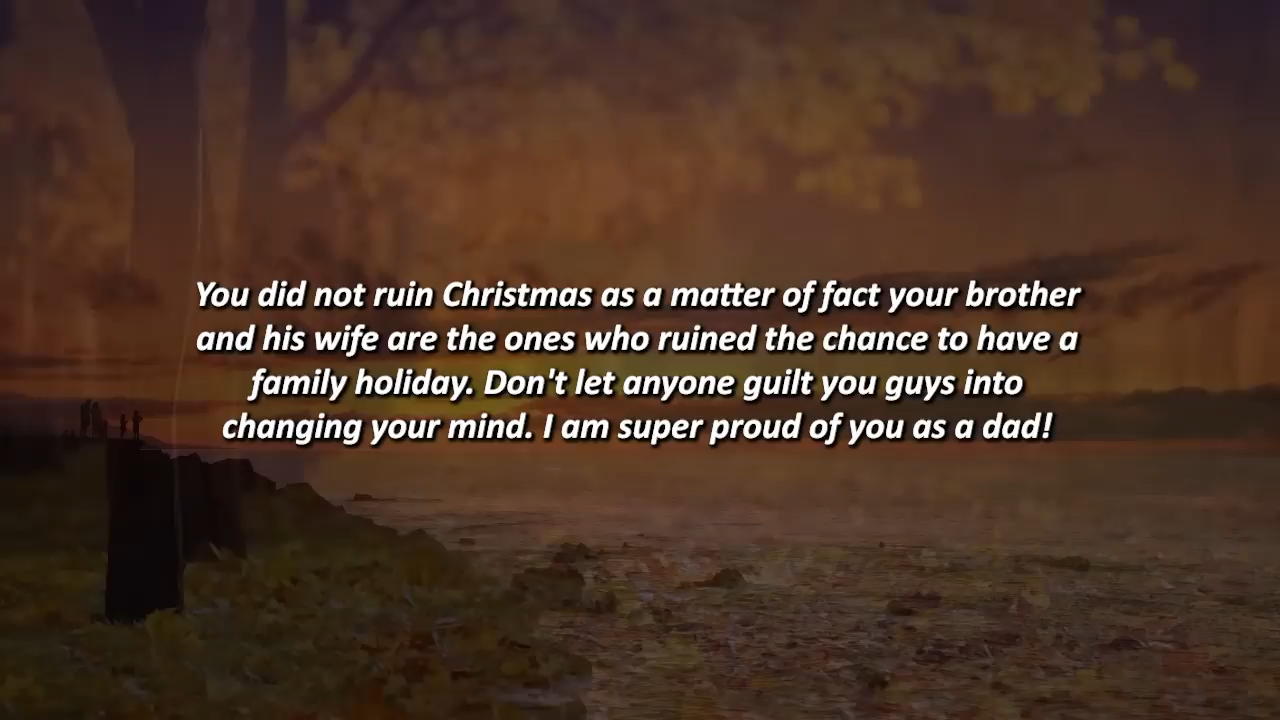 You did not ruin Christmas as a matter of fact your brother
and his wife are the ones who ruined the chance to have a
family holiday. Don't let anyone guilt you guys into
changing your mind. I am super proud of you as a dad!